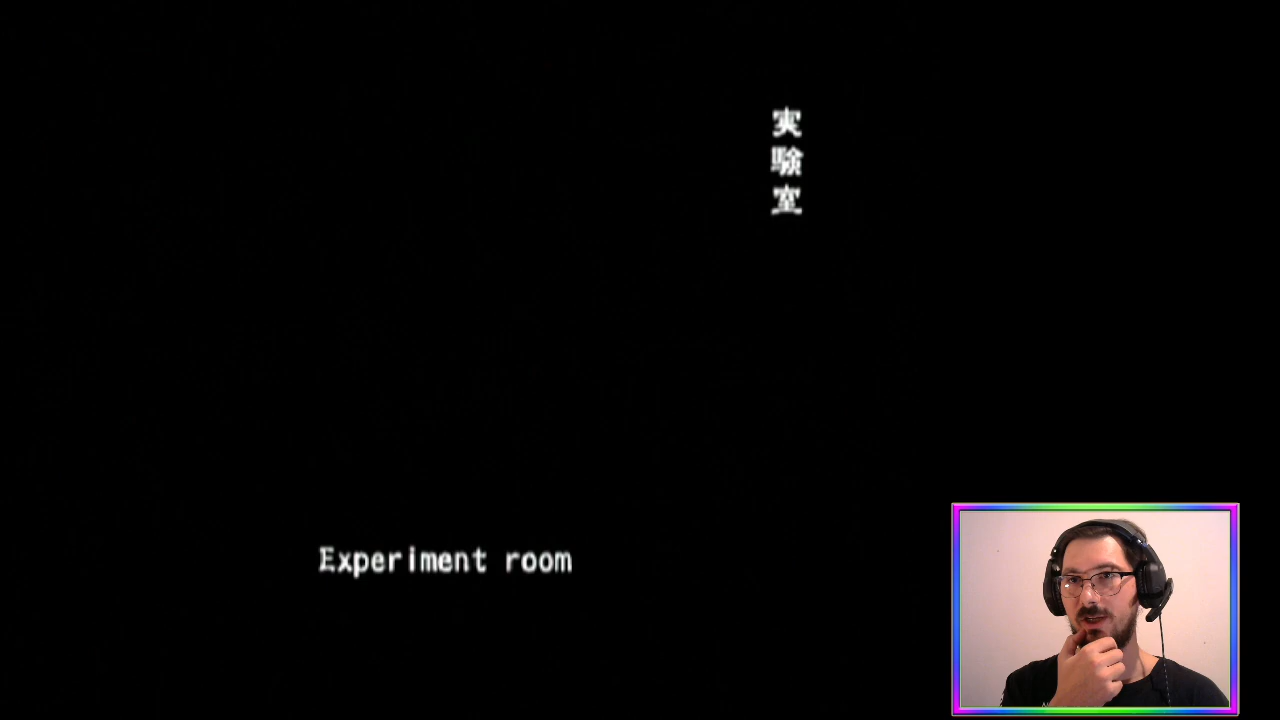 実験室
Experiment room